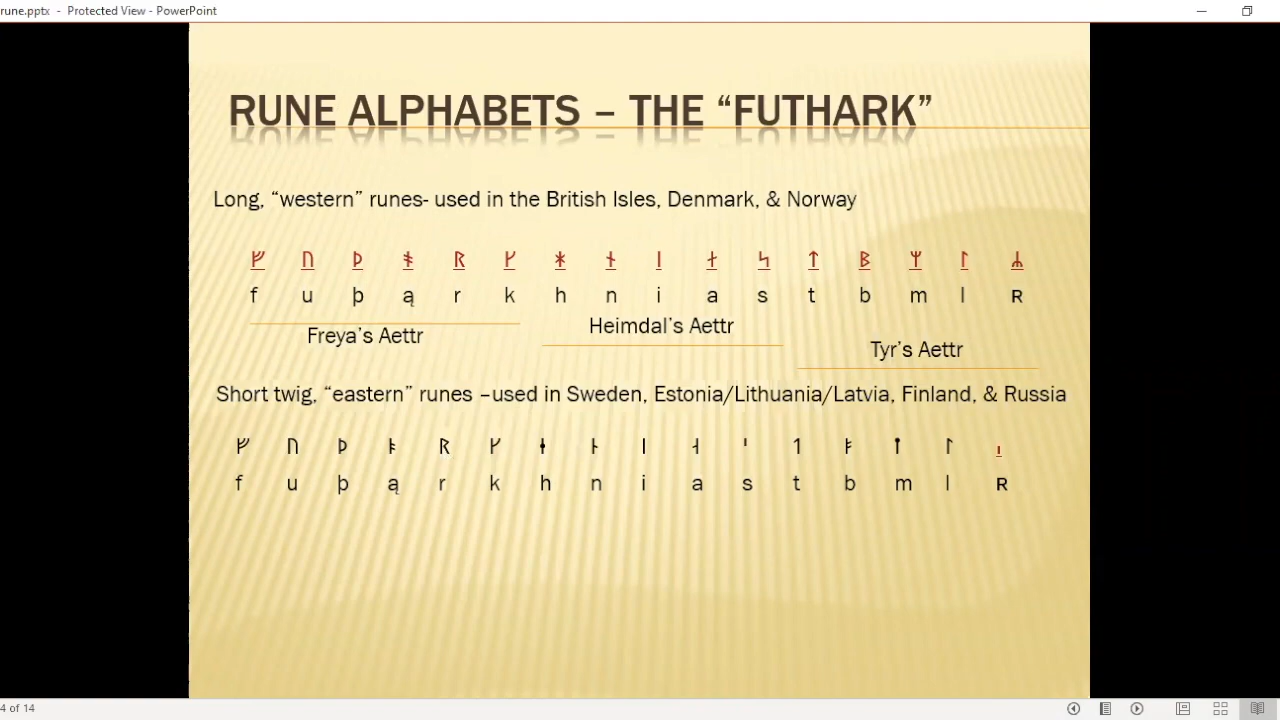 rune.pptx - Protected View - PowerPoint
RUNE ALPHABETS – THE “FUTHARK”
Long, “western” runes- used in the British Isles, Denmark, & Norway
ᚠ ᚢ ᚦ ᚬ ᚱ ᚴ ᚼ ᚾ ᛁ ᛅ ᛋ ᛏ ᛒ ᛘ ᛚ ᛦ
f u þ ą r k h n i a s t b m l ʀ
Freya’s Aettr
Heimdal’s Aettr
Tyr’s Aettr
Short twig, “eastern” runes –used in Sweden, Estonia/Lithuania/Latvia, Finland, & Russia
ᚠ ᚢ ᚦ ᚭ ᚱ ᚴ ᚽ ᚿ ᛁ ᛆ ᛌ ᛐ ᛓ ᛙ ᛚ ᛧ
f u þ ą r k h n i a s t b m l ʀ
4 of 14